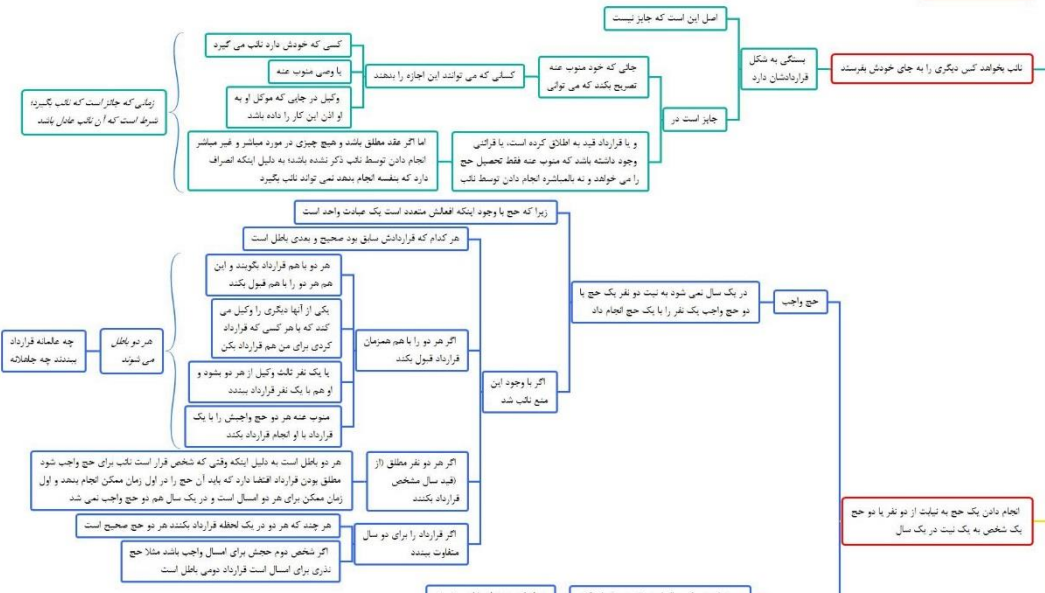 نائب بخواهد کس دیگری را به جای خودش بفرستد
بستگی به شکل
قراردادشان دارد
اصل این است که جایز نیست
جایز است در
جائی که خود منوب عنه
تصریح بکند که می توانی
کسانی که می توانند این اجازه را بدهند
کسی که خودش دارد نائب می گیرد
یا وصی منوب عنه
وکیل در جایی که موکل او به
او اذن این کار را داده باشد
و یا قرارداد قید به اطلاق کرده است، یا قرائنی
وجود داشته باشد که منوب عنه فقط تحصیل حج
را می خواهد و نه بالمباشره انجام دادن توسط نائب
اما اگر عقد مطلق باشد و هیچ چیزی در مورد مباشر و غیر مباشر
انجام دادن توسط نائب ذکر نشده باشد؛ به دلیل اینکه انصراف
دارد که بنفسه انجام بدهد نمی تواند نائب بگیرد
زمانی که جائز است که نائب بگیرد؛
شرط است که آن نائب عادل باشد
انجام دادن یک حج به نیابت از دو نفر یا دو حج
یک شخص به یک نیت در یک سال
حج واجب
در یک سال نمی شود به نیت دو نفر یک حج یا
دو حج واجب یک نفر را با یک حج انجام داد
زیرا که حج با وجود اینکه افعالش متعدد است یک عبادت واحد است
اگر با وجود این
منع نائب شد
هر کدام که قراردادش سابق بود صحیح و بعدی باطل است
اگر هر دو را با هم همزمان
قرارداد قبول بکند
هر دو با هم قرارداد بگویند و این
هم هر دو را با هم قبول بکند
یکی از آنها دیگری را وکیل می
کند که با هر کسی که قرارداد
کردی برای من هم قرارداد بکن
یا یک نفر ثالث وکیل از هر دو بشود و
او هم با یک نفر قرارداد ببندد
منوب عنه هر دو حج واجبش را با یک
قرارداد با او انجام قرارداد بکند
هر دو باطل
می شوند
چه عالمانه قرارداد
ببندند چه جاهلانه
اگر هر دو نفر مطلق (از
(قید سال مشخص
قرارداد بکنند
هر دو باطل است به دلیل اینکه وقتی که شخص قرار است نائب برای حج واجب شود
مطلق بودن قرارداد اقتضا دارد که باید آن حج را در اول زمان ممکن انجام بدهد و اول
زمان ممکن برای هر دو امسال است و در یک سال هم دو حج واجب نمی شد
اگر قرارداد را برای دو سال
متفاوت ببندد
هر چند که هر دو در یک لحظه قرارداد بکنند هر دو حج صحیح است
اگر شخص دوم حجش برای امسال واجب باشد مثلا حج
نذری برای امسال است قرارداد دومی باطل است